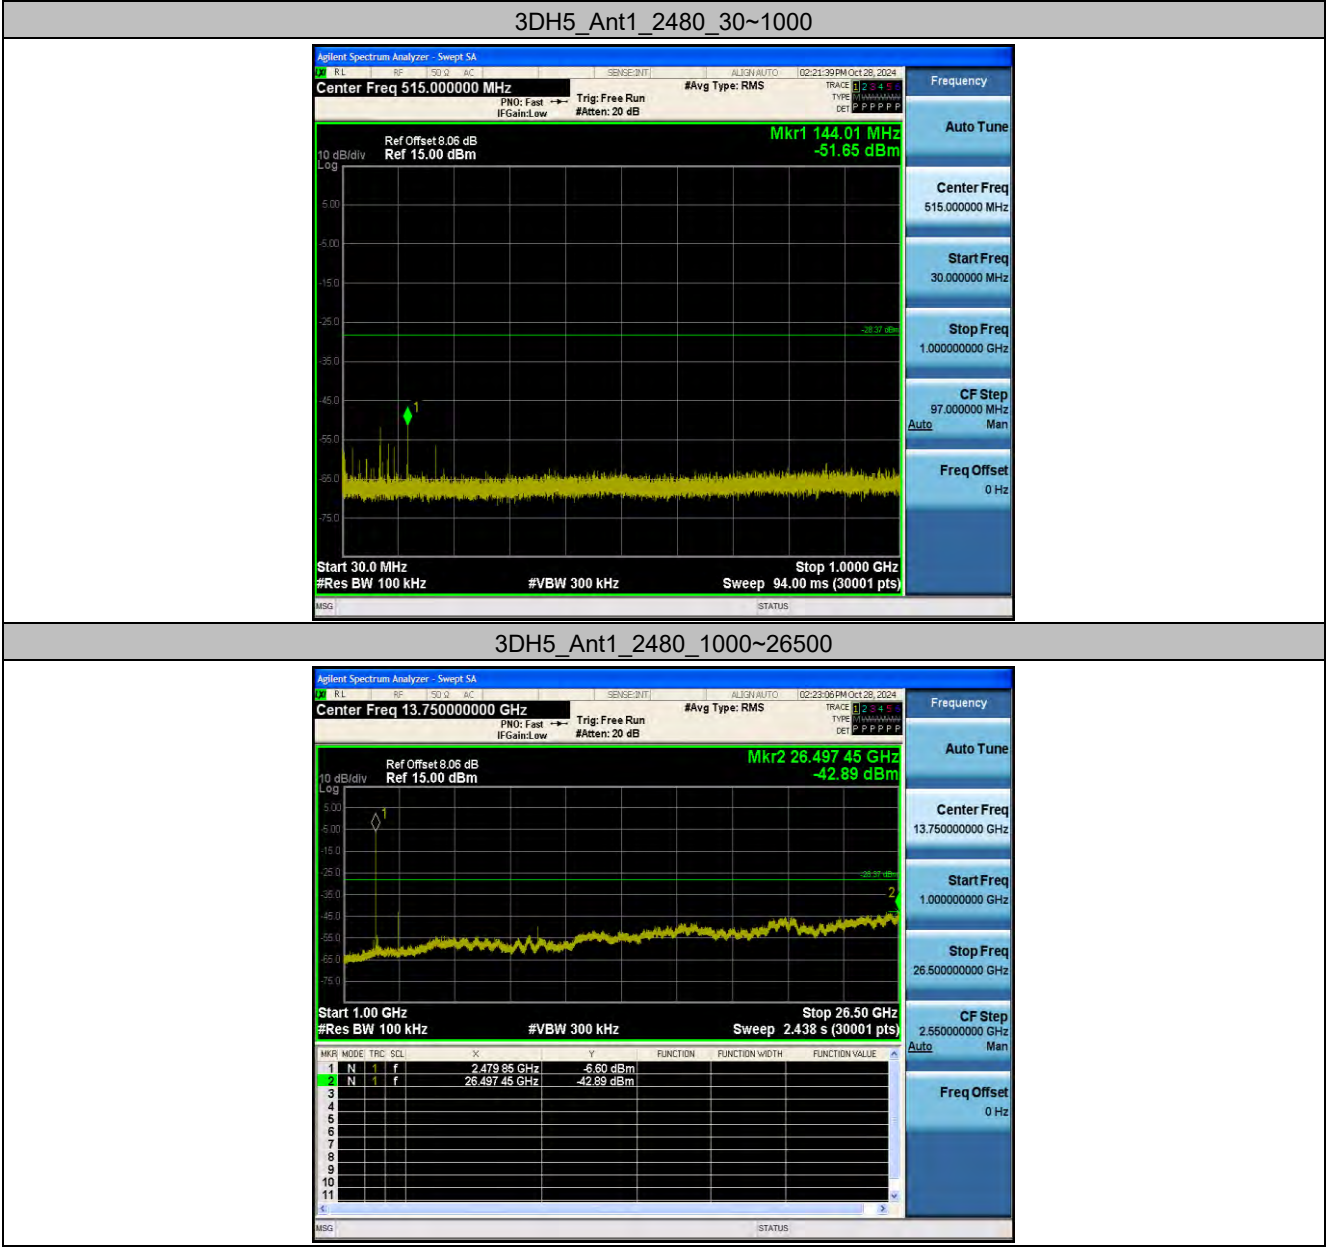 3DH5_Ant1_2480_30~1000
Agilent Spectrum Analyzer - Swept SA
RL RF 50 Ω AC SENSE:INT ALIGN AUTO 02:21:39 PM Oct 28, 2024
Center Freq 515.000000 MHz
PNO: Fast
IFGain:Low
Trig: Free Run
#Atten: 20 dB
#Avg Type: RMS
TRACE 1 2 3 4 5 6
TYPE M
DET P P P P P P
Frequency
Auto Tune
Mkr1 144.01 MHz
-51.65 dBm
Ref Offset 8.06 dB
10 dB/div Ref 15.00 dBm
Log
5.00
-5.00
-15.0
-25.0
-28.37 dBm
-35.0
-45.0
1
-55.0
-65.0
-75.0
Center Freq
515.000000 MHz
Start Freq
30.000000 MHz
Stop Freq
1.000000000 GHz
CF Step
97.000000 MHz
Auto Man
Freq Offset
0 Hz
Start 30.0 MHz Stop 1.0000 GHz
#Res BW 100 kHz #VBW 300 kHz Sweep 94.00 ms (30001 pts)
MSG STATUS
3DH5_Ant1_2480_1000~26500
Agilent Spectrum Analyzer - Swept SA
RL RF 50 Ω AC SENSE:INT ALIGN AUTO 02:23:06 PM Oct 28, 2024
Center Freq 13.750000000 GHz
PNO: Fast
IFGain:Low
Trig: Free Run
#Atten: 20 dB
#Avg Type: RMS
TRACE 1 2 3 4 5 6
TYPE M
DET P P P P P P
Frequency
Auto Tune
Mkr2 26.497 45 GHz
-42.89 dBm
Ref Offset 8.06 dB
10 dB/div Ref 15.00 dBm
Log
5.00
1
-5.00
-15.0
-25.0
-28.37 dBm
-35.0
2
-45.0
-55.0
-65.0
-75.0
Center Freq
13.750000000 GHz
Start Freq
1.000000000 GHz
Stop Freq
26.500000000 GHz
CF Step
2.550000000 GHz
Auto Man
Freq Offset
0 Hz
Start 1.00 GHz Stop 26.50 GHz
#Res BW 100 kHz #VBW 300 kHz Sweep 2.438 s (30001 pts)
MKR MODE TRC SCL X Y FUNCTION FUNCTION WIDTH FUNCTION VALUE
1 N 1 f 2.479 85 GHz -6.60 dBm
2 N 1 f 26.497 45 GHz -42.89 dBm
3
4
5
6
7
8
9
10
11
MSG STATUS